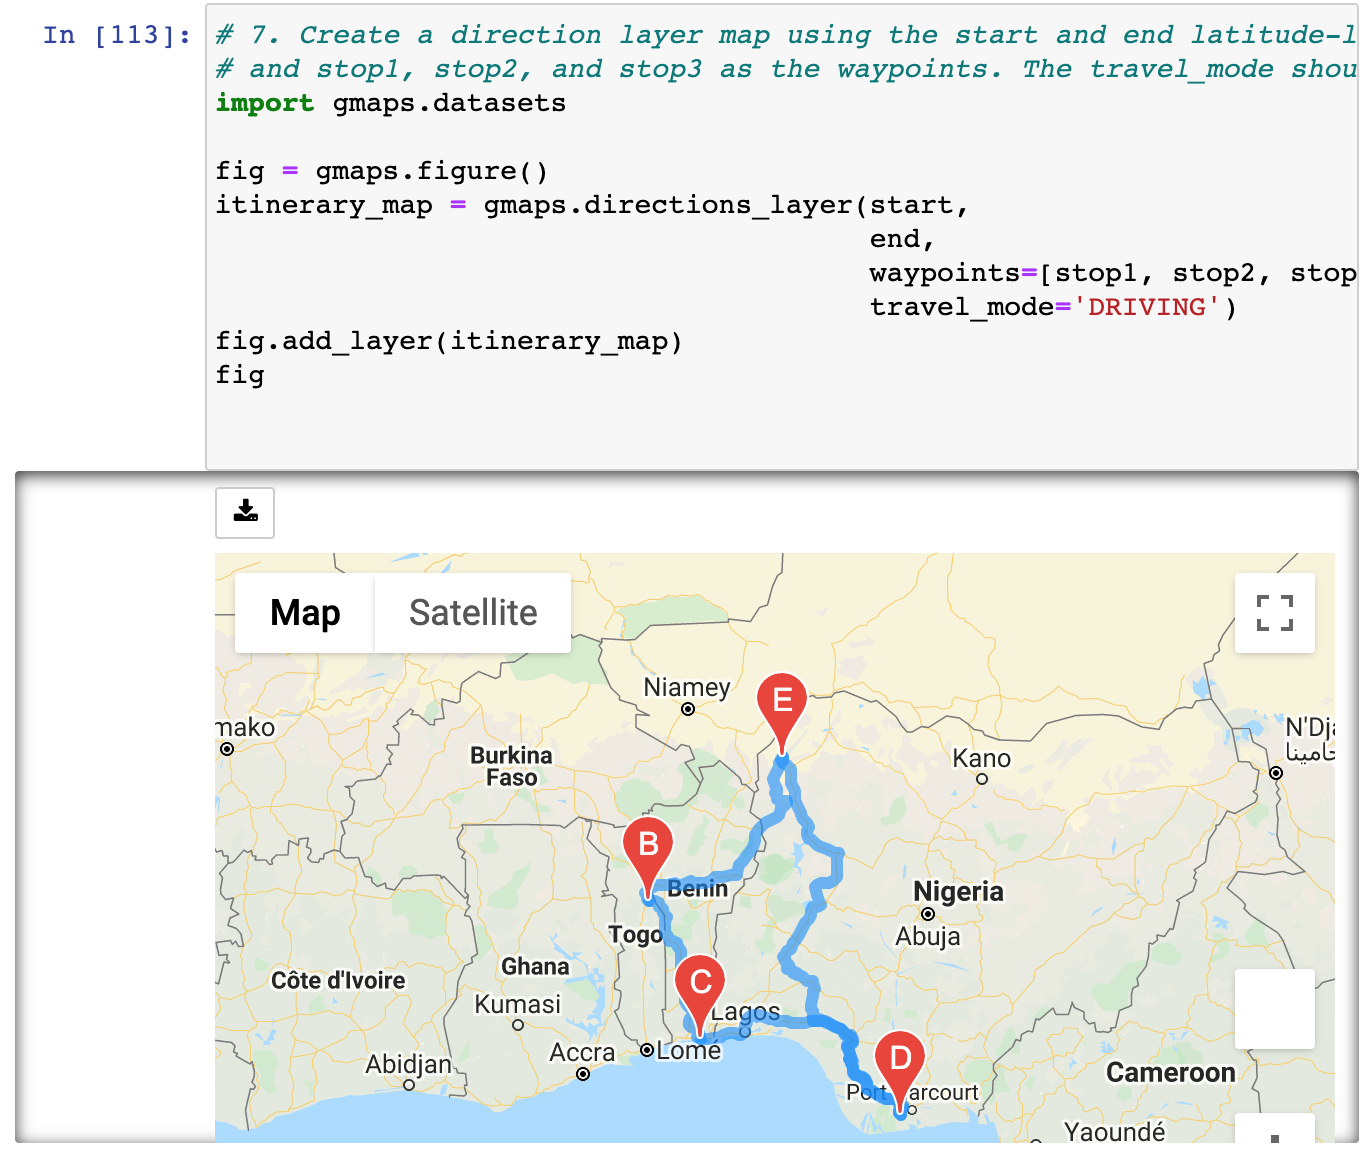 In [113]:
# 7. Create a direction layer map using the start and end latitude-l
# and stop1, stop2, and stop3 as the waypoints. The travel_mode shou
import gmaps.datasets
fig = gmaps.figure()
itinerary_map = gmaps.directions_layer(start,
end,
waypoints=[stop1, stop2, stop
travel_mode='DRIVING')
fig.add_layer(itinerary_map)
fig
Map
Satellite
Niamey
E
mako
N'Dja
Burkina
Faso
Kano
B
Benin
Nigeria
Togo
Abuja
Ghana
Côte d'Ivoire
C
Kumasi
Lagos
Accra
Lomé
Abidjan
D
Cameroon
Port Harcourt
Yaoundé